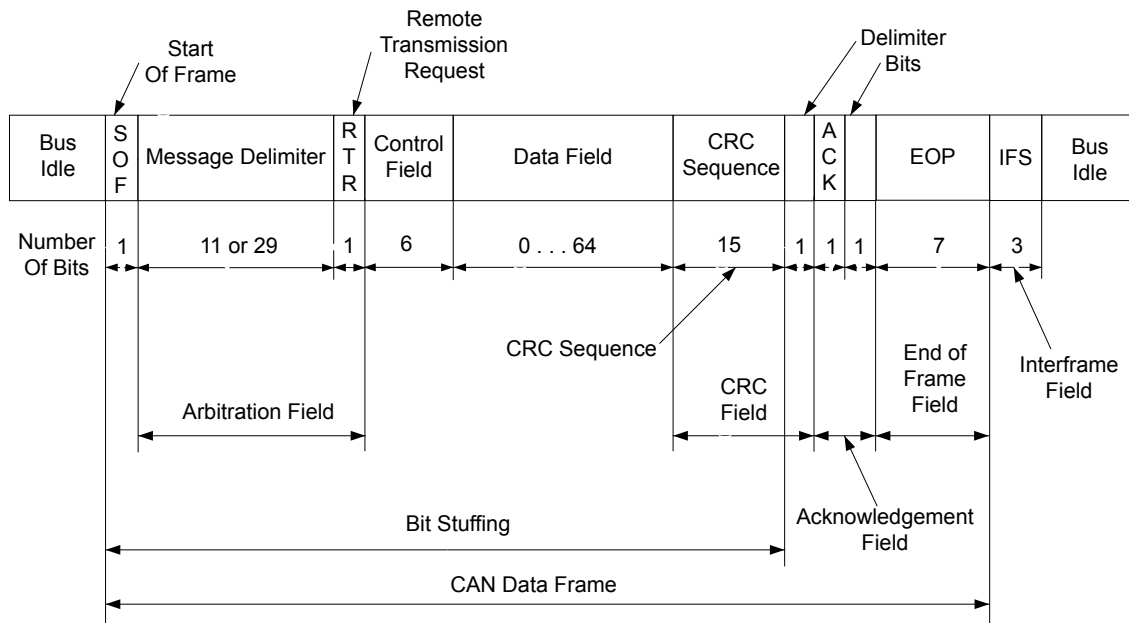 Start
Of Frame
Remote
Transmission
Request
Delimiter
Bits
Bus
Idle
S
O
F
Message Delimiter
R
T
R
Control
Field
Data Field
CRC
Sequence
A
C
K
EOP
IFS
Bus
Idle
Number
Of Bits
1
11 or 29
1
6
0 . . . 64
15
1
1
1
7
3
CRC Sequence
Arbitration Field
CRC
Field
End of
Frame
Field
Interframe
Field
Bit Stuffing
Acknowledgement
Field
CAN Data Frame